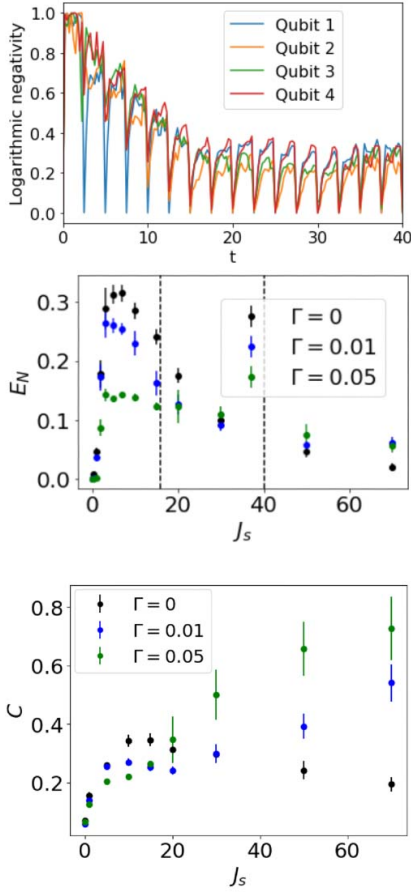 Logarithmic negativity
1.0
0.8
0.6
0.4
0.2
0.0
Qubit 1
Qubit 2
Qubit 3
Qubit 4
0 10 20 30 40
t
E_N
0.3
0.2
0.1
0.0
Γ = 0
Γ = 0.01
Γ = 0.05
0 20 40 60
J_s
C
0.8
0.6
0.4
0.2
Γ = 0
Γ = 0.01
Γ = 0.05
0 20 40 60
J_s